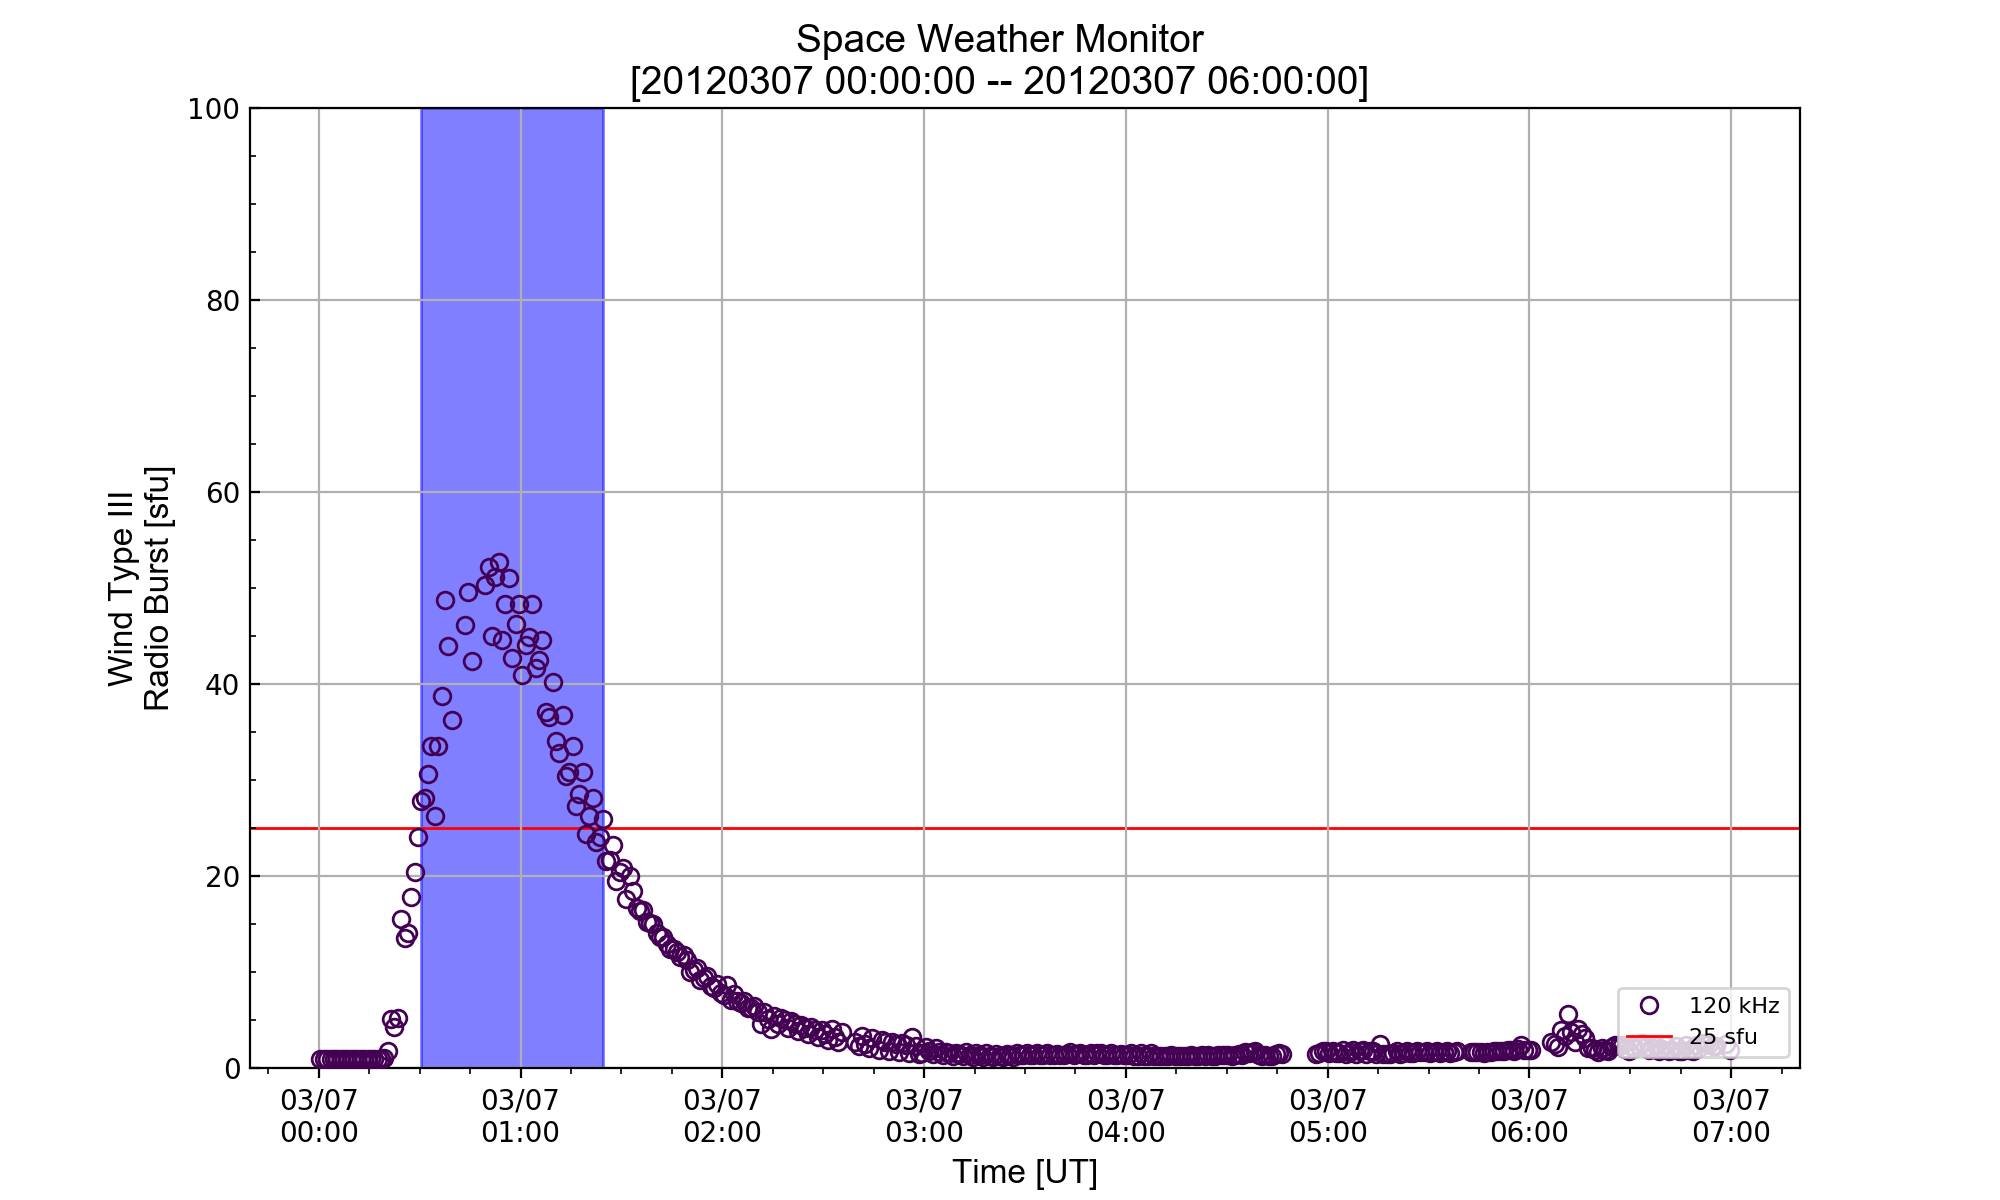 Space Weather Monitor
[20120307 00:00:00 -- 20120307 06:00:00]
Wind Type III
Radio Burst [sfu]
100
80
60
40
20
0
120 kHz
25 sfu
03/07 03/07 03/07 03/07 03/07 03/07 03/07 03/07
00:00 01:00 02:00 03:00 04:00 05:00 06:00 07:00
Time [UT]